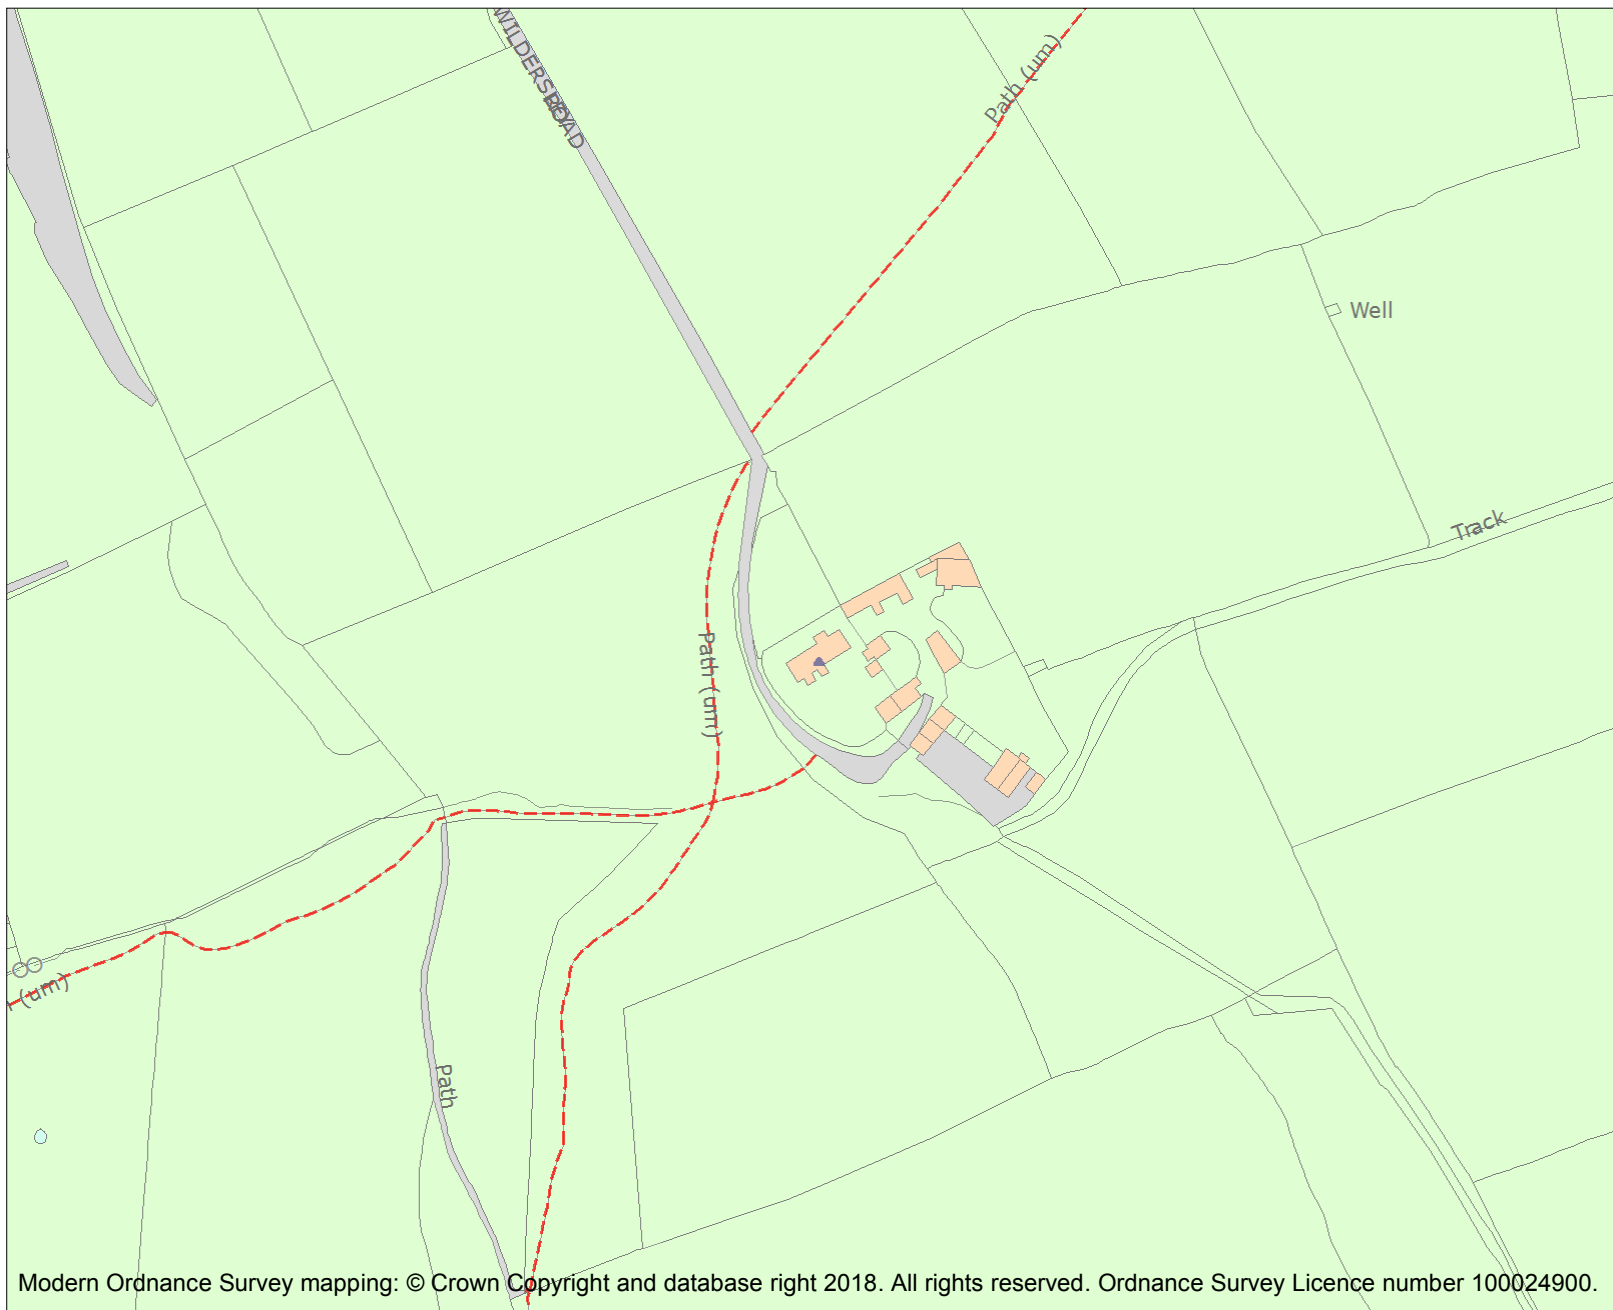 WILDERSBY
ROAD
Path (um)
Well
Track
Path (um)
(um)
Path
Modern Ordnance Survey mapping: © Crown Copyright and database right 2018. All rights reserved. Ordnance Survey Licence number 100024900.